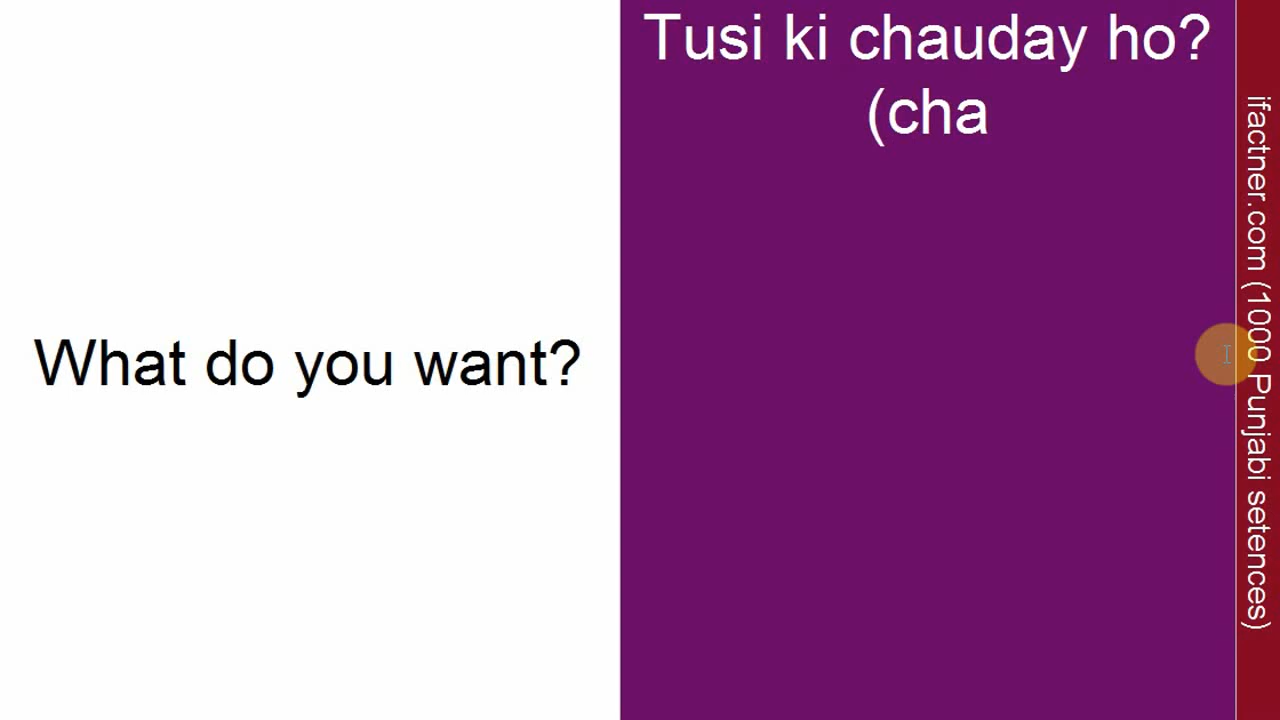 What do you want?
Tusi ki chauday ho?
(cha
ifactner.com (1000 Punjabi setences)